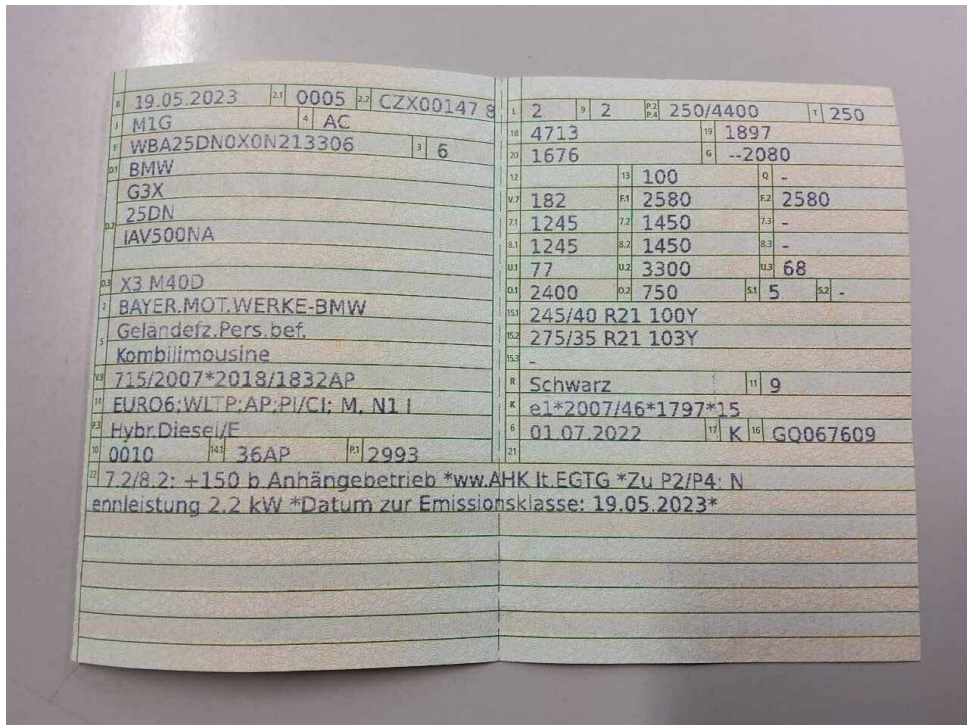 B 19.05.2023 2.1 0005 2.2 CZX00147 8
J M1G 4 AC
E WBA25DN0X0N213306 3 6
D.1 BMW
G3X
D.2 25DN
IAV500NA
D.3 X3 M40D
2 BAYER.MOT.WERKE-BMW
5 Geländefz.Pers.bef.
Kombilimousine
V.9 715/2007*2018/1832AP
14 EURO6;WLTP;AP;PI/CI; M, N1 I
P.3 Hybr.Diesel/E
10 0010 14.1 36AP P.1 2993
L 2 9 2 P.2 P.4 250/4400 T 250
18 4713 19 1897
20 1676 G --2080
12 13 100 Q -
V.7 182 F.1 2580 F.2 2580
7.1 1245 7.2 1450 7.3 -
8.1 1245 8.2 1450 8.3 -
U.1 77 U.2 3300 U.3 68
O.1 2400 O.2 750 S.1 5 S.2 -
15.1 245/40 R21 100Y
15.2 275/35 R21 103Y
15.3 -
R Schwarz 11 9
K e1*2007/46*1797*15
6 01.07.2022 17 K 16 GQ067609
21
22 7.2/8.2: +150 b.Anhängebetrieb *ww.AHK lt.EGTG *Zu P2/P4: N
ennleistung 2.2 kW *Datum zur Emissionsklasse: 19.05.2023*